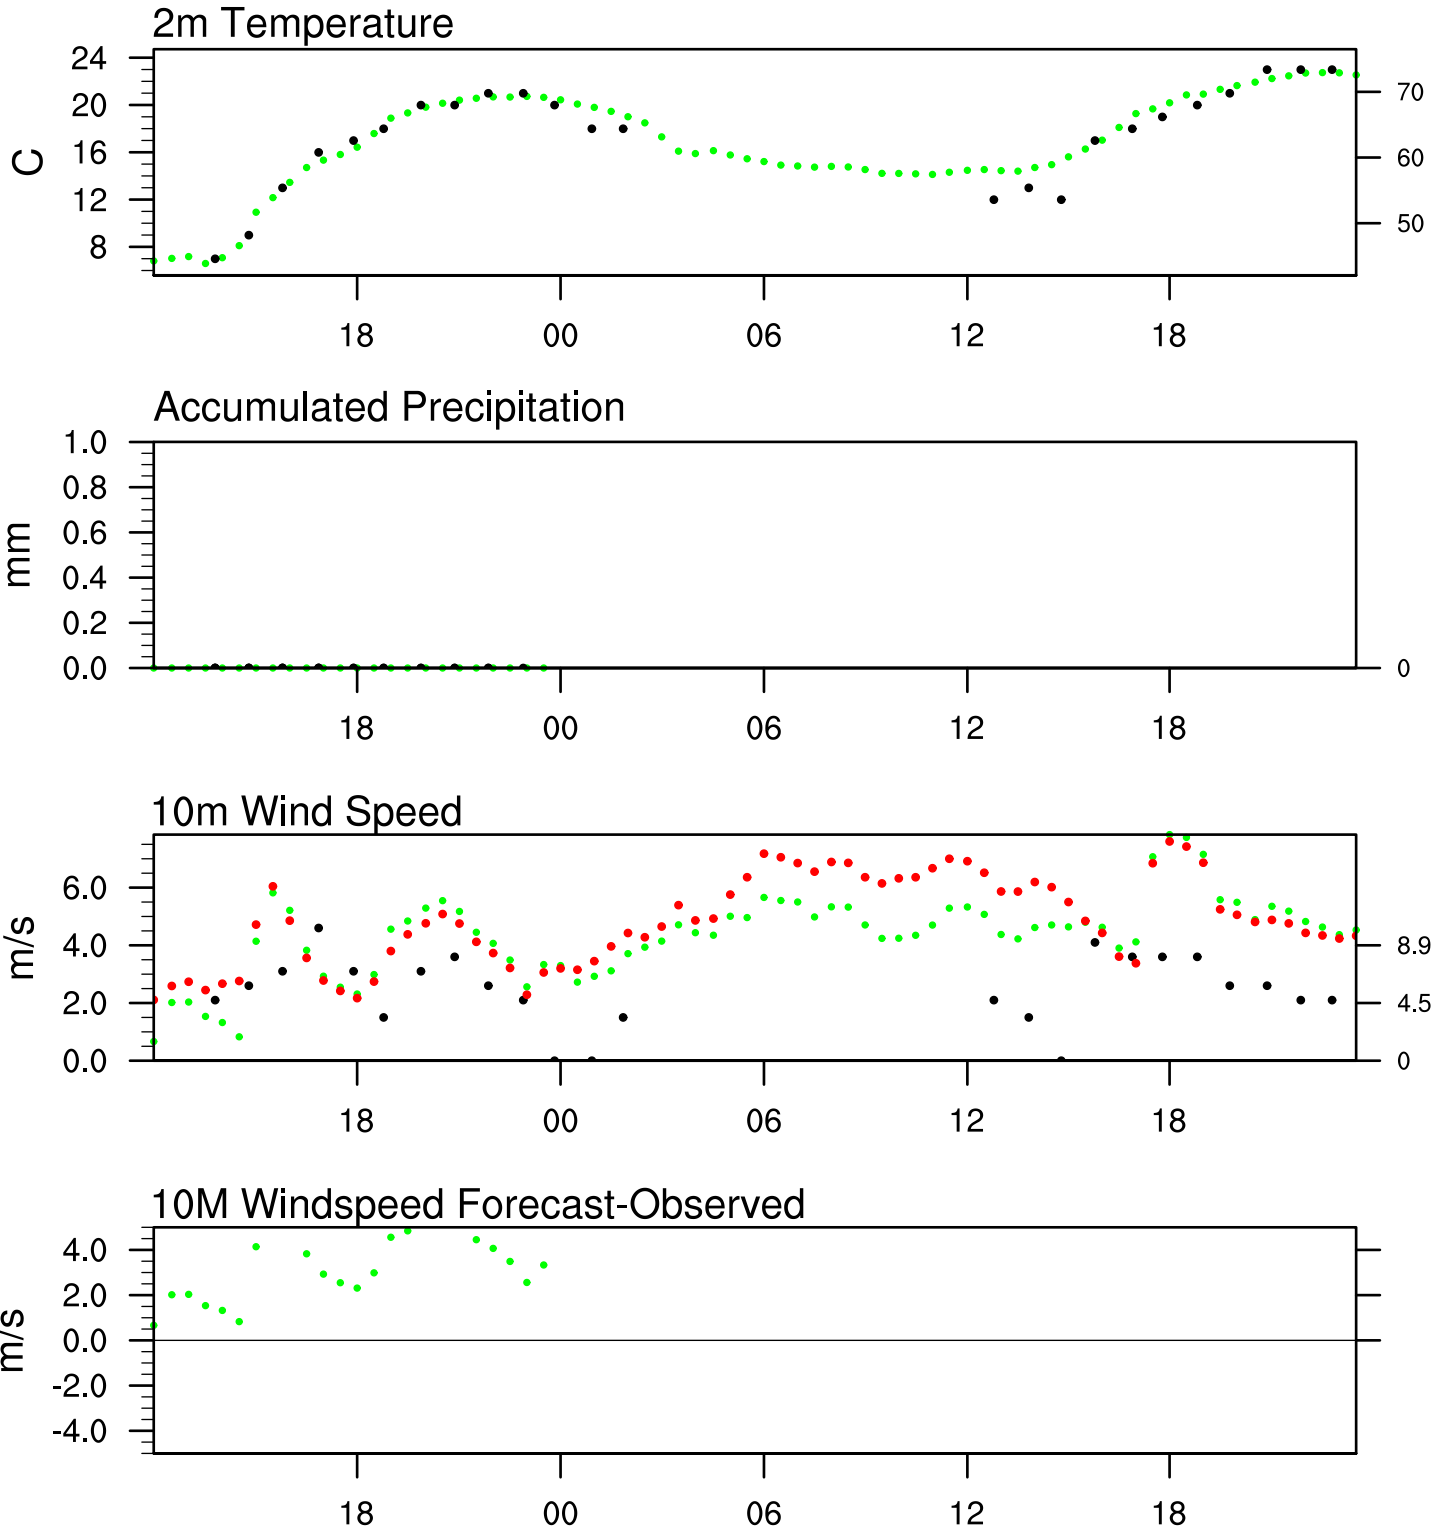 2m Temperature
24
20
16
12
8
C
70
60
50
18 00 06 12 18
Accumulated Precipitation
1.0
0.8
0.6
0.4
0.2
0.0
mm
0
18 00 06 12 18
10m Wind Speed
6.0
4.0
2.0
0.0
m/s
8.9
4.5
0
18 00 06 12 18
10M Windspeed Forecast-Observed
4.0
2.0
0.0
-2.0
-4.0
m/s
18 00 06 12 18